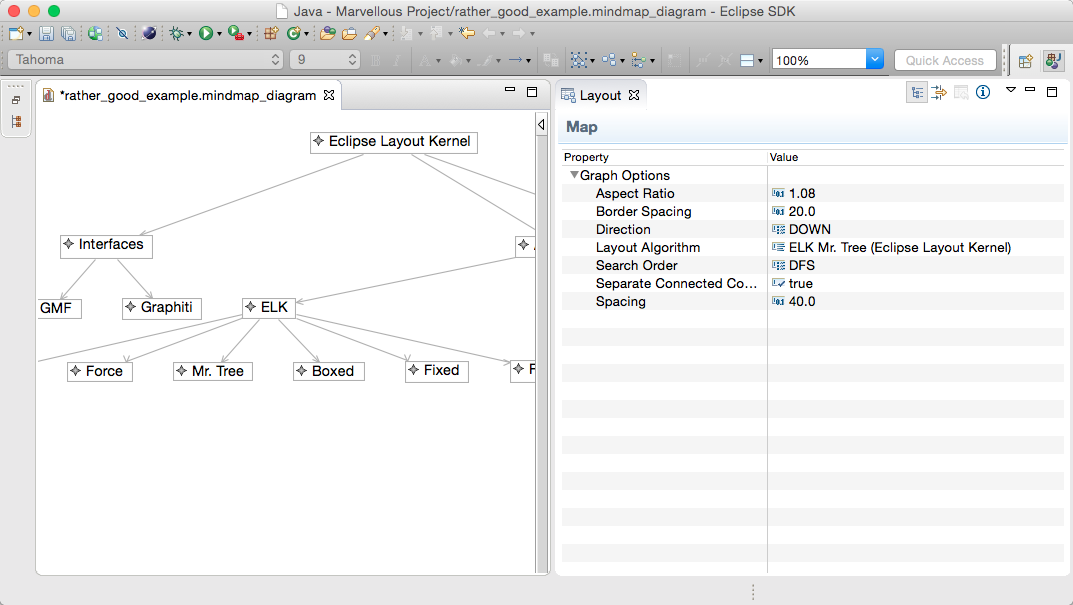 Java - Marvellous Project/rather_good_example.mindmap_diagram - Eclipse SDK
Tahoma
9
100%
Quick Access
*rather_good_example.mindmap_diagram
Eclipse Layout Kernel
Interfaces
GMF
Graphiti
ELK
Force
Mr. Tree
Boxed
Fixed
Layout
Map
Property Value
Graph Options
Aspect Ratio 1.08
Border Spacing 20.0
Direction DOWN
Layout Algorithm ELK Mr. Tree (Eclipse Layout Kernel)
Search Order DFS
Separate Connected Co... true
Spacing 40.0